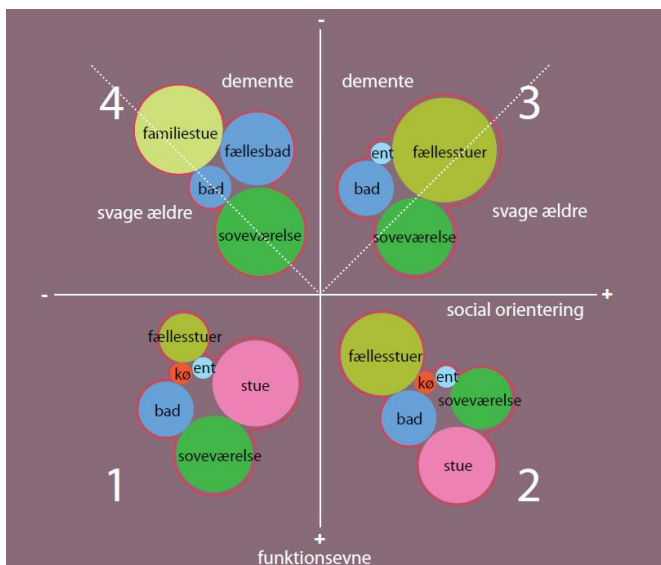 -
demente
demente
4
3
familiestue
fællesbad
ent
fællesstuer
bad
bad
svage ældre
svage ældre
soveværelse
soveværelse
-
+
social orientering
fællesstuer
kø
ent
stue
bad
soveværelse
1
fællesstuer
kø
ent
soveværelse
bad
stue
2
+
funktionsevne